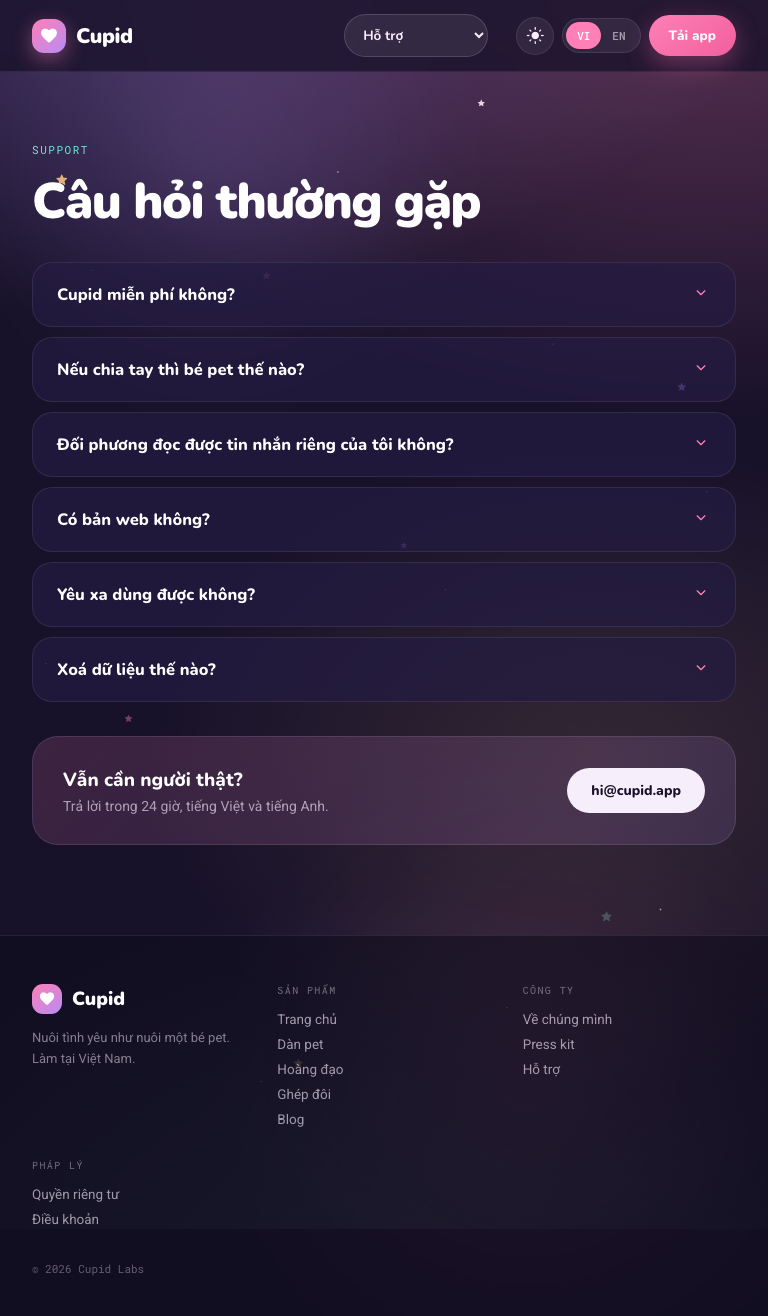 Cupid
Hỗ trợ
VI
EN
Tải app
SUPPORT
Câu hỏi thường gặp
Cupid miễn phí không?
Nếu chia tay thì bé pet thế nào?
Đối phương đọc được tin nhắn riêng của tôi không?
Có bản web không?
Yêu xa dùng được không?
Xoá dữ liệu thế nào?
Vẫn cần người thật?
Trả lời trong 24 giờ, tiếng Việt và tiếng Anh.
hi@cupid.app
Cupid
Nuôi tình yêu như nuôi một bé pet.
Làm tại Việt Nam.
SẢN PHẨM
Trang chủ
Dàn pet
Hoàng đạo
Ghép đôi
Blog
CÔNG TY
Về chúng mình
Press kit
Hỗ trợ
PHÁP LÝ
Quyền riêng tư
Điều khoản
© 2026 Cupid Labs